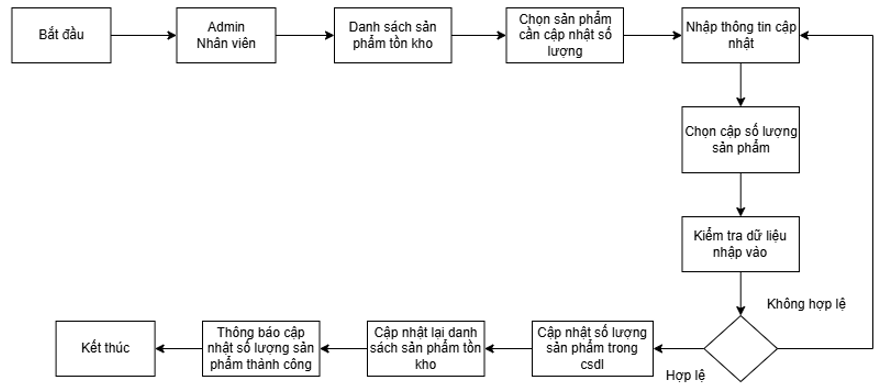 Bắt đầu
Admin
Nhân viên
Danh sách sản
phẩm tồn kho
Chọn sản phẩm
cần cập nhật số
lượng
Nhập thông tin cập
nhật
Chọn cập số lượng
sản phẩm
Kiểm tra dữ liệu
nhập vào
Không hợp lệ
Hợp lệ
Cập nhật số lượng
sản phẩm trong
csdl
Cập nhật lại danh
sách sản phẩm tồn
kho
Thông báo cập
nhật số lượng sản
phẩm thành công
Kết thúc